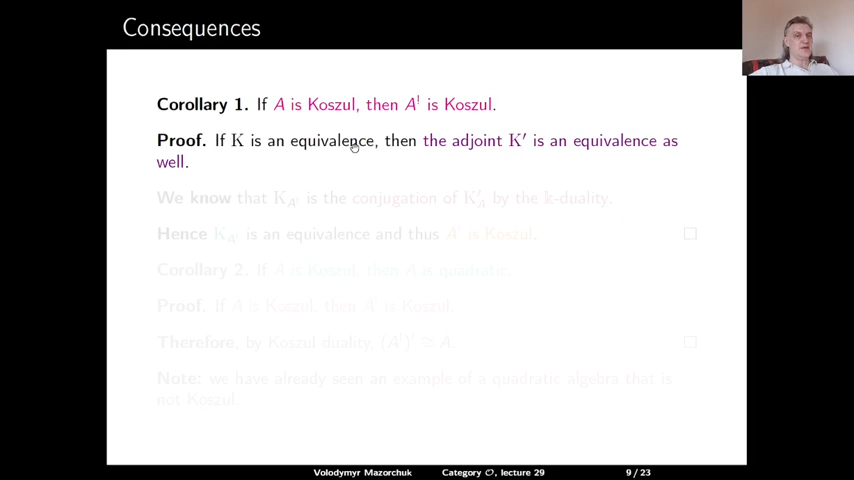 Consequences
Corollary 1. If A is Koszul, then A! is Koszul.
Proof. If K is an equivalence, then the adjoint K′ is an equivalence as
well.
We know that K_A! is the conjugation of K′_A by the k-duality.
Hence K_A! is an equivalence and thus A! is Koszul. □
Corollary 2. If A is Koszul, then A is quadratic.
Proof. If A is Koszul, then A! is Koszul.
Therefore, by Koszul duality, (A!)! ≅ A. □
Note: we have already seen an example of a quadratic algebra that is
not Koszul.
Volodymyr Mazorchuk Category O, lecture 29 9/23